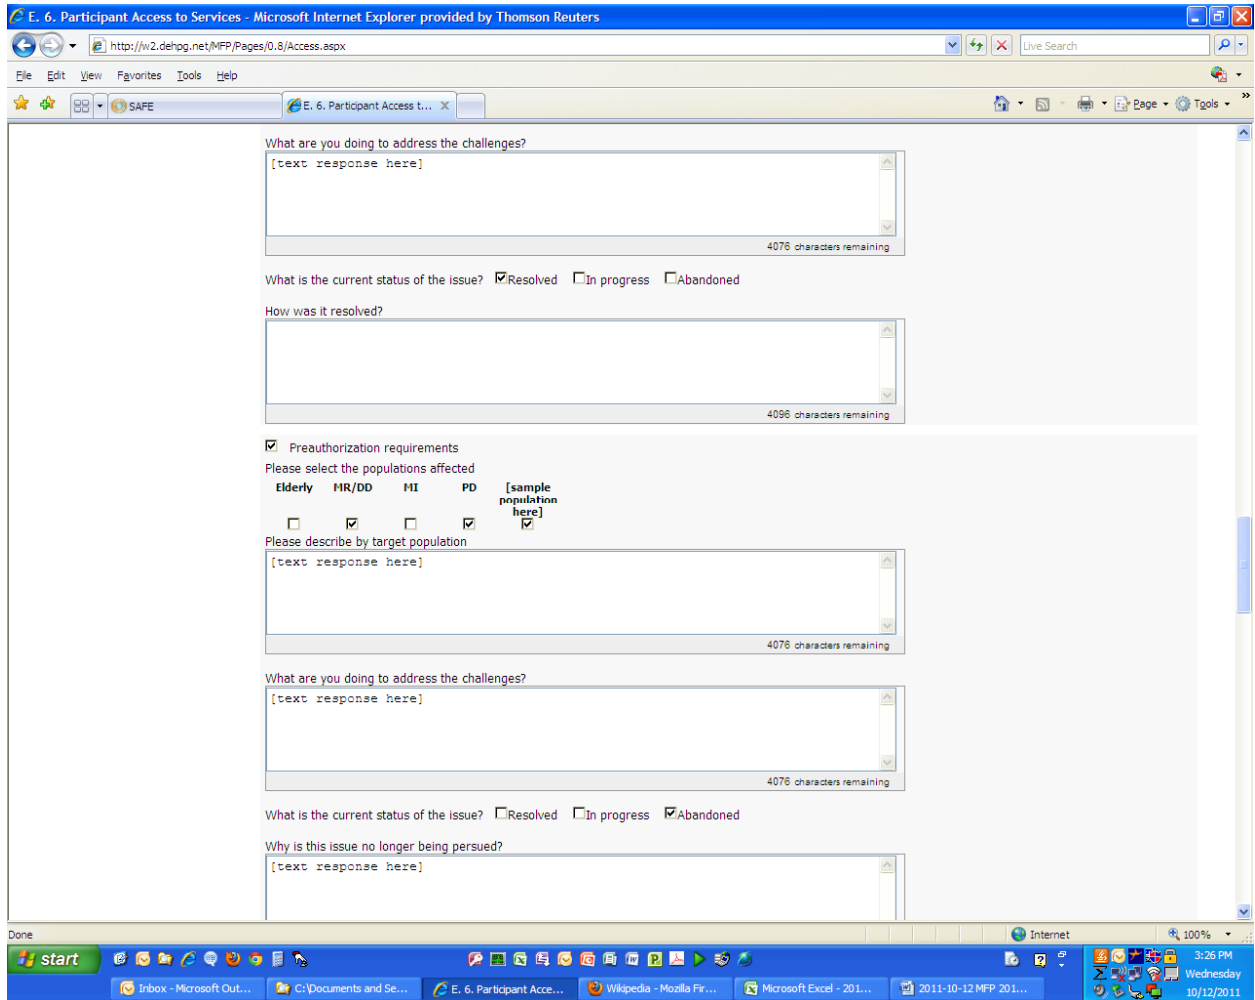 E. 6. Participant Access to Services - Microsoft Internet Explorer provided by Thomson Reuters
http://w2.dehpg.net/MFP/Pages/0.8/Access.aspx
Live Search
File Edit View Favorites Tools Help
SAFE
E. 6. Participant Access t...
Page
Tools
What are you doing to address the challenges?
[text response here]
4076 characters remaining
What is the current status of the issue? Resolved In progress Abandoned
How was it resolved?
4096 characters remaining
Preauthorization requirements
Please select the populations affected
Elderly MR/DD MI PD [sample
population
here]
Please describe by target population
[text response here]
4076 characters remaining
What are you doing to address the challenges?
[text response here]
4076 characters remaining
What is the current status of the issue? Resolved In progress Abandoned
Why is this issue no longer being persued?
[text response here]
Done
Internet
100%
start
3:26 PM
Wednesday
10/12/2011
Inbox - Microsoft Out...
C:\Documents and Se...
E. 6. Participant Acce...
Wikipedia - Mozilla Fir...
Microsoft Excel - 201...
2011-10-12 MFP 201...